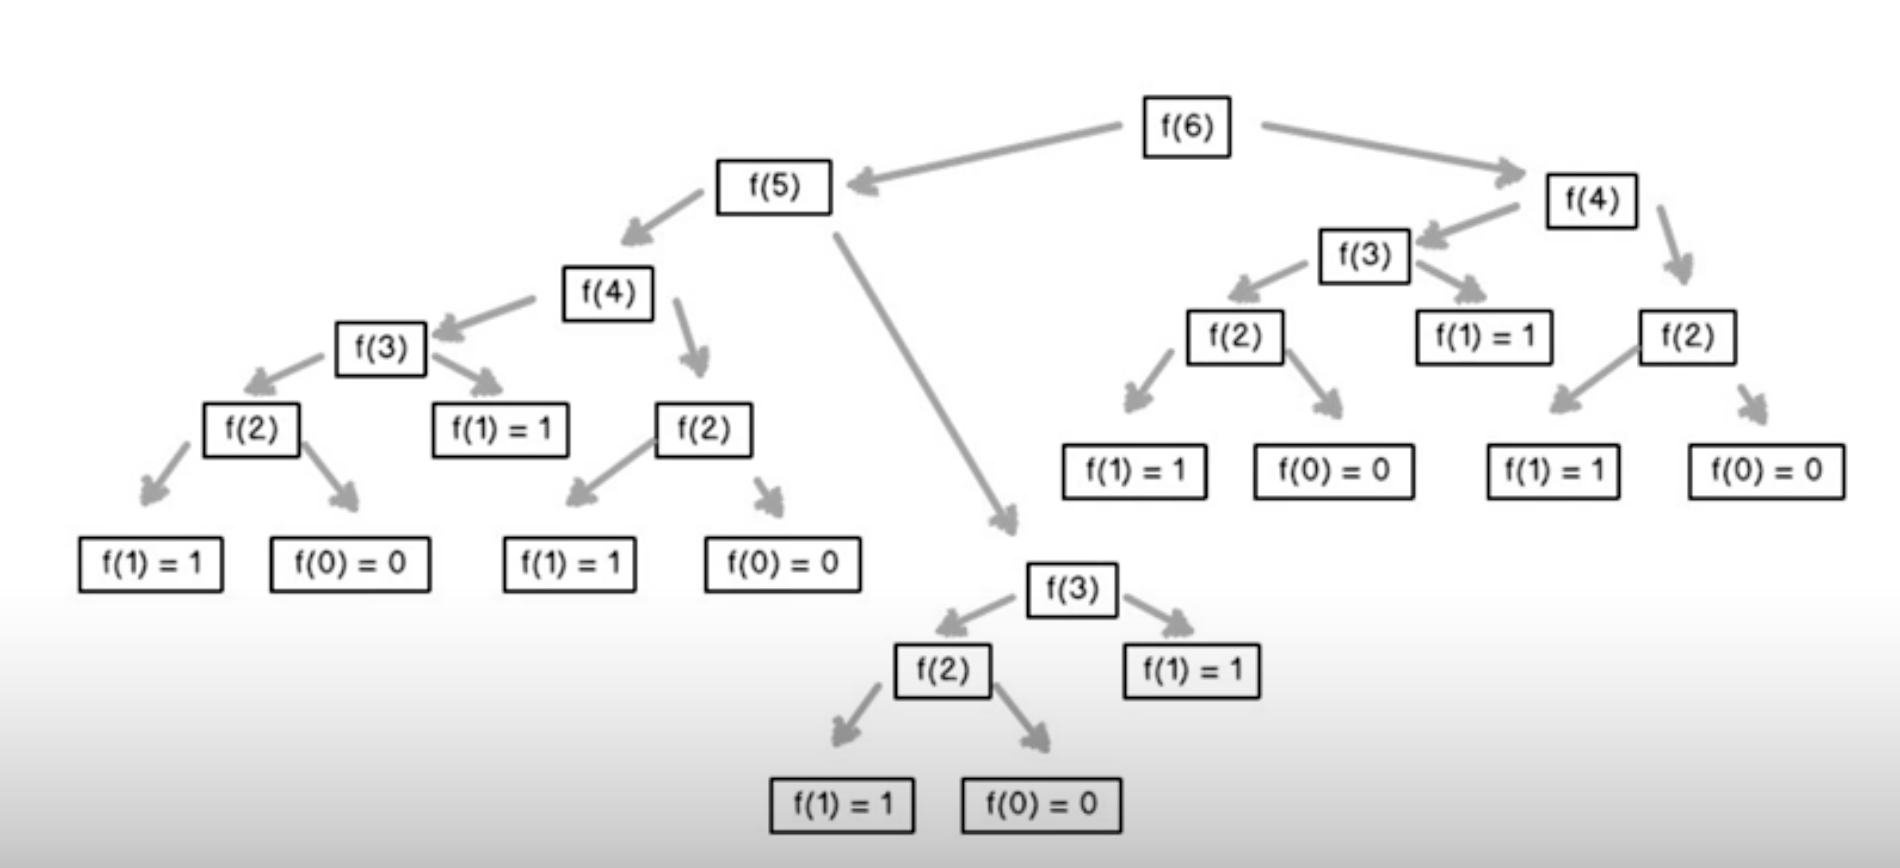 f(6)
f(5)
f(4)
f(3)
f(4)
f(3)
f(2)
f(1) = 1
f(2)
f(2)
f(1) = 1
f(2)
f(1) = 1
f(0) = 0
f(1) = 1
f(0) = 0
f(1) = 1
f(0) = 0
f(1) = 1
f(0) = 0
f(3)
f(2)
f(1) = 1
f(1) = 1
f(0) = 0